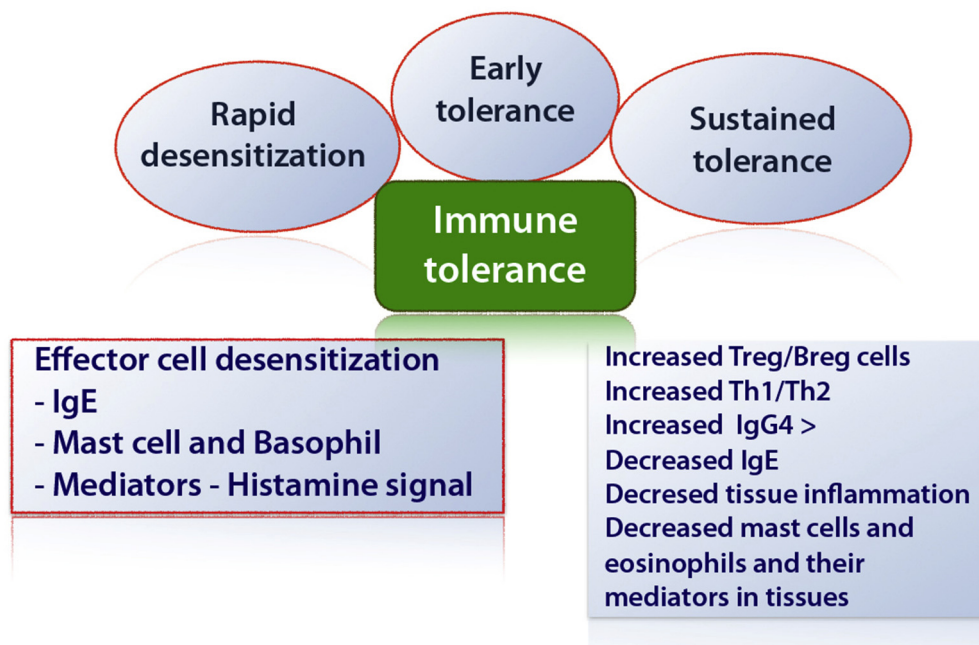 Rapid
desensitization
Early
tolerance
Sustained
tolerance
Immune
tolerance
Effector cell desensitization
- IgE
- Mast cell and Basophil
- Mediators - Histamine signal
Increased Treg/Breg cells
Increased Th1/Th2
Increased IgG4 >
Decreased IgE
Decresed tissue inflammation
Decreased mast cells and
eosinophils and their
mediators in tissues